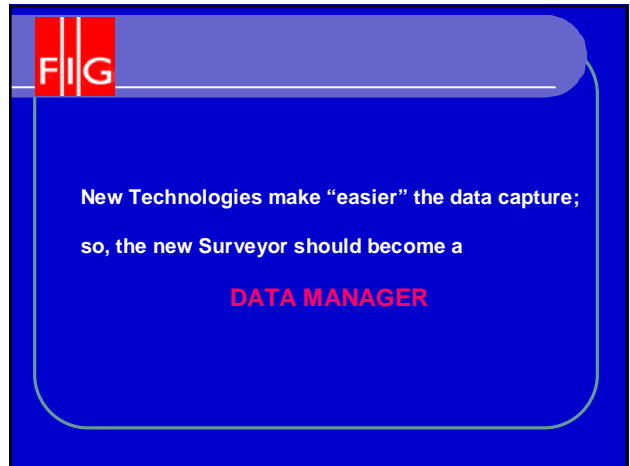 FIG
New Technologies make “easier” the data capture;
so, the new Surveyor should become a
DATA MANAGER